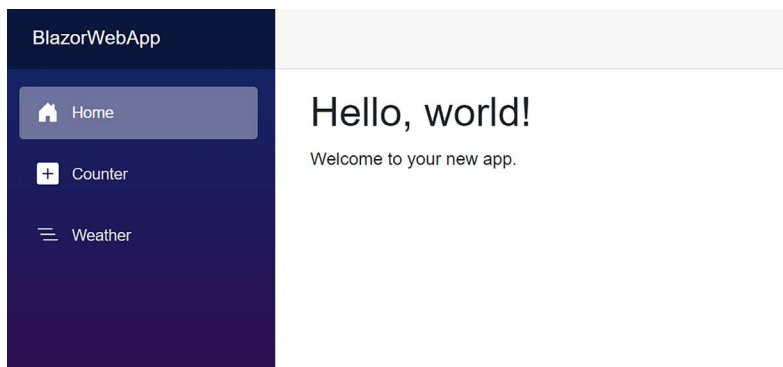 BlazorWebApp
Home
Counter
Weather
Hello, world!
Welcome to your new app.